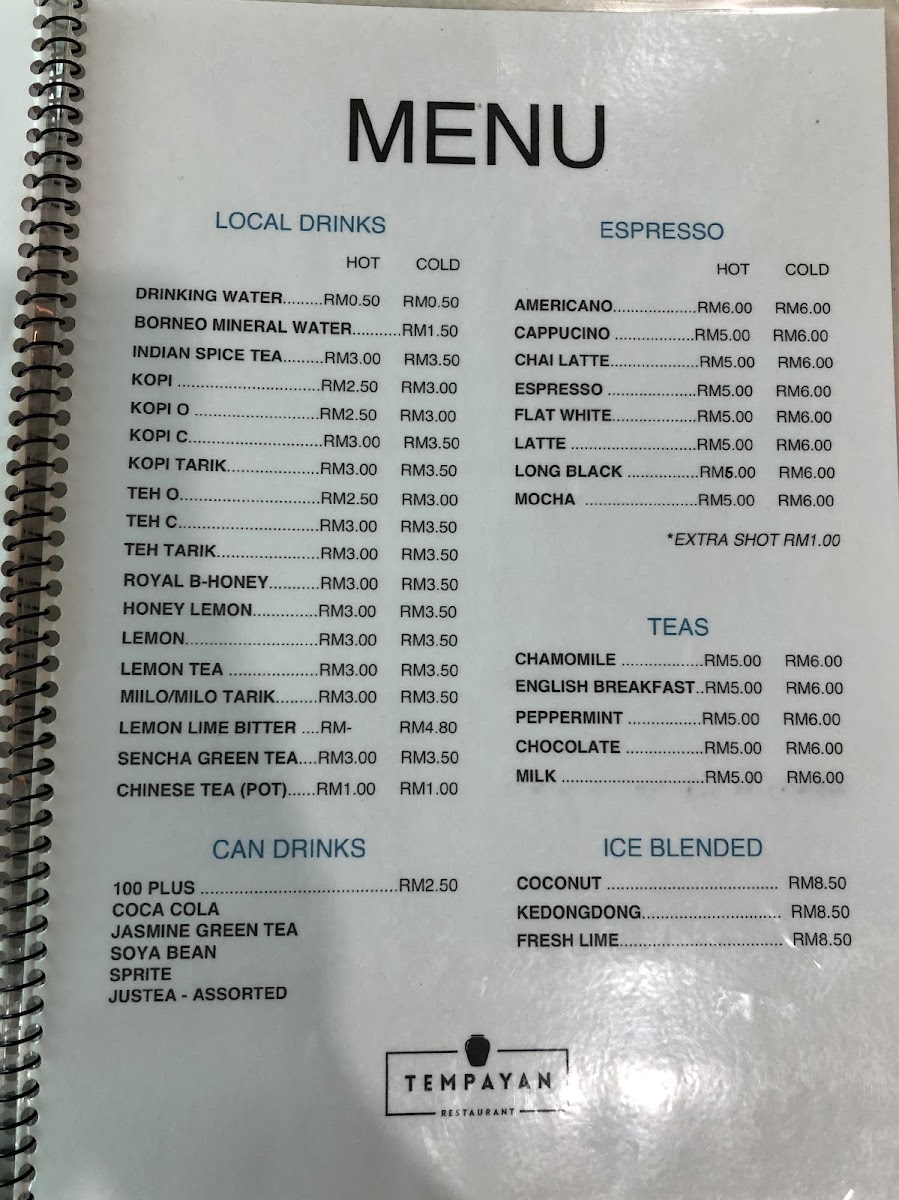 MENU
LOCAL DRINKS
HOT COLD
DRINKING WATER........RM0.50 RM0.50
BORNEO MINERAL WATER..........RM1.50
INDIAN SPICE TEA........RM3.00 RM3.50
KOPI ............................RM2.50 RM3.00
KOPI O .........................RM2.50 RM3.00
KOPI C...........................RM3.00 RM3.50
KOPI TARIK....................RM3.00 RM3.50
TEH O............................RM2.50 RM3.00
TEH C............................RM3.00 RM3.50
TEH TARIK.....................RM3.00 RM3.50
ROYAL B-HONEY...........RM3.00 RM3.50
HONEY LEMON.............RM3.00 RM3.50
LEMON..........................RM3.00 RM3.50
LEMON TEA ..................RM3.00 RM3.50
MIILO/MILO TARIK.........RM3.00 RM3.50
LEMON LIME BITTER ....RM- RM4.80
SENCHA GREEN TEA....RM3.00 RM3.50
CHINESE TEA (POT)......RM1.00 RM1.00
CAN DRINKS
100 PLUS .......................................RM2.50
COCA COLA
JASMINE GREEN TEA
SOYA BEAN
SPRITE
JUSTEA - ASSORTED
ESPRESSO
HOT COLD
AMERICANO.................RM6.00 RM6.00
CAPPUCINO ................RM5.00 RM6.00
CHAI LATTE..................RM5.00 RM6.00
ESPRESSO ..................RM5.00 RM6.00
FLAT WHITE.................RM5.00 RM6.00
LATTE ..........................RM5.00 RM6.00
LONG BLACK ..............RM5.00 RM6.00
MOCHA .......................RM5.00 RM6.00
*EXTRA SHOT RM1.00
TEAS
CHAMOMILE .................RM5.00 RM6.00
ENGLISH BREAKFAST..RM5.00 RM6.00
PEPPERMINT ...............RM5.00 RM6.00
CHOCOLATE ................RM5.00 RM6.00
MILK .............................RM5.00 RM6.00
ICE BLENDED
COCONUT .................................. RM8.50
KEDONGDONG............................ RM8.50
FRESH LIME................................. RM8.50
TEMPAYAN
RESTAURANT